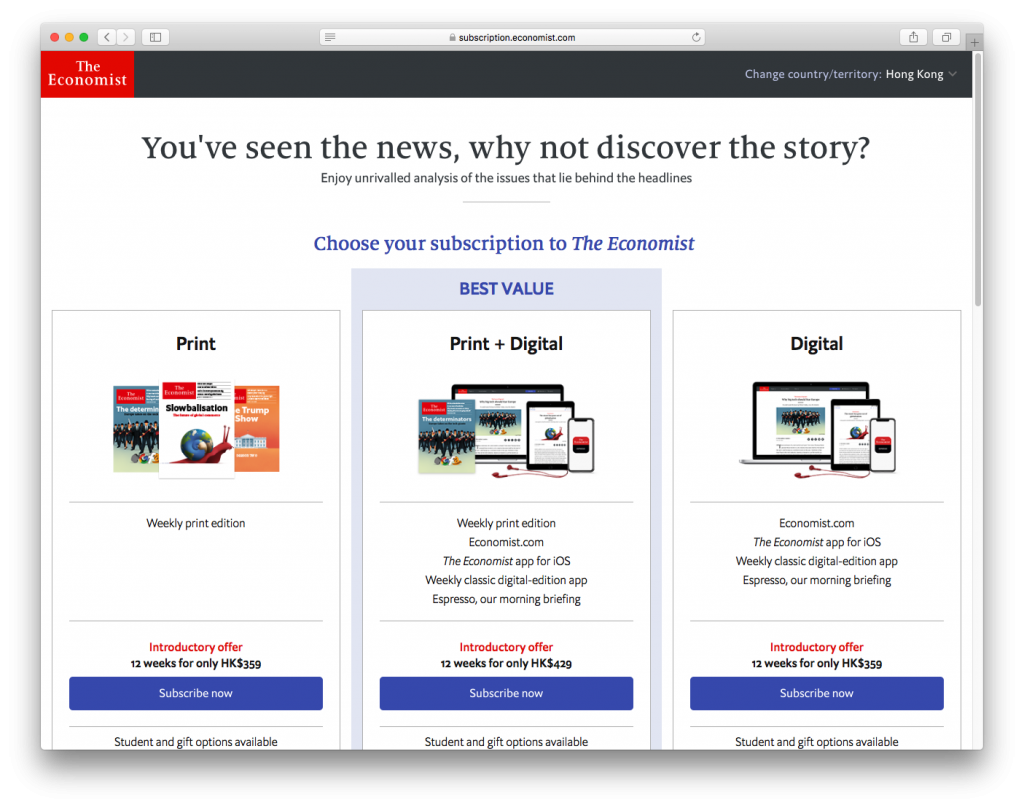 subscription.economist.com
The
Economist
Change country/territory: Hong Kong
You've seen the news, why not discover the story?
Enjoy unrivalled analysis of the issues that lie behind the headlines
Choose your subscription to The Economist
BEST VALUE
Print
The
Economist
The determin
The
Economist
Slowbalisation
The future of global commerce
e Trump
Show
Weekly print edition
Introductory offer
12 weeks for only HK$359
Subscribe now
Student and gift options available
Print + Digital
The
Economist
The determinators
Weekly print edition
Economist.com
The Economist app for iOS
Weekly classic digital-edition app
Espresso, our morning briefing
Introductory offer
12 weeks for only HK$429
Subscribe now
Student and gift options available
Digital
Economist.com
The Economist app for iOS
Weekly classic digital-edition app
Espresso, our morning briefing
Introductory offer
12 weeks for only HK$359
Subscribe now
Student and gift options available